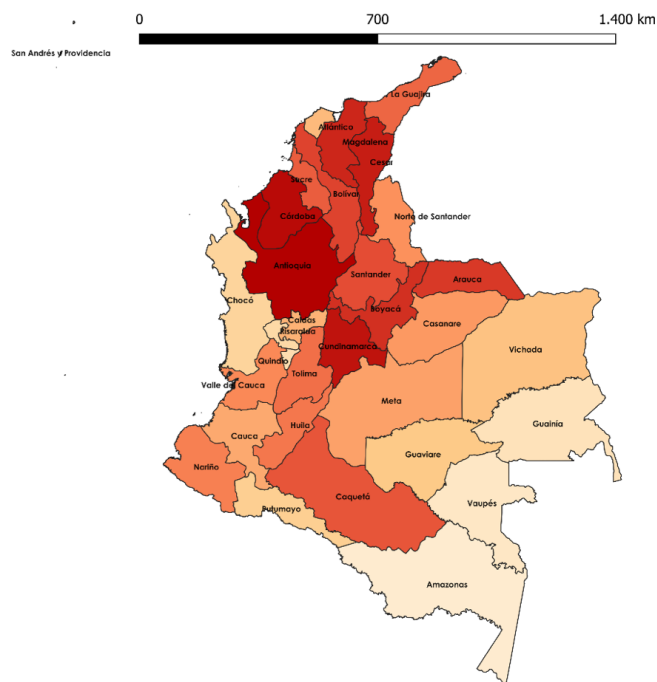 0 700 1.400 km
San Andrés y Providencia
La Guajira
Atlántico
Magdalena
Cesar
Sucre
Bolívar
Norte de Santander
Córdoba
Antioquia
Santander
Arauca
Chocó
Boyacá
Caldas
Risaralda
Casanare
Cundinamarca
Vichada
Quindío
Tolima
Valle del Cauca
Meta
Huila
Guainía
Cauca
Guaviare
Nariño
Caquetá
Vaupés
Putumayo
Amazonas